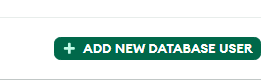 + ADD NEW DATABASE USER